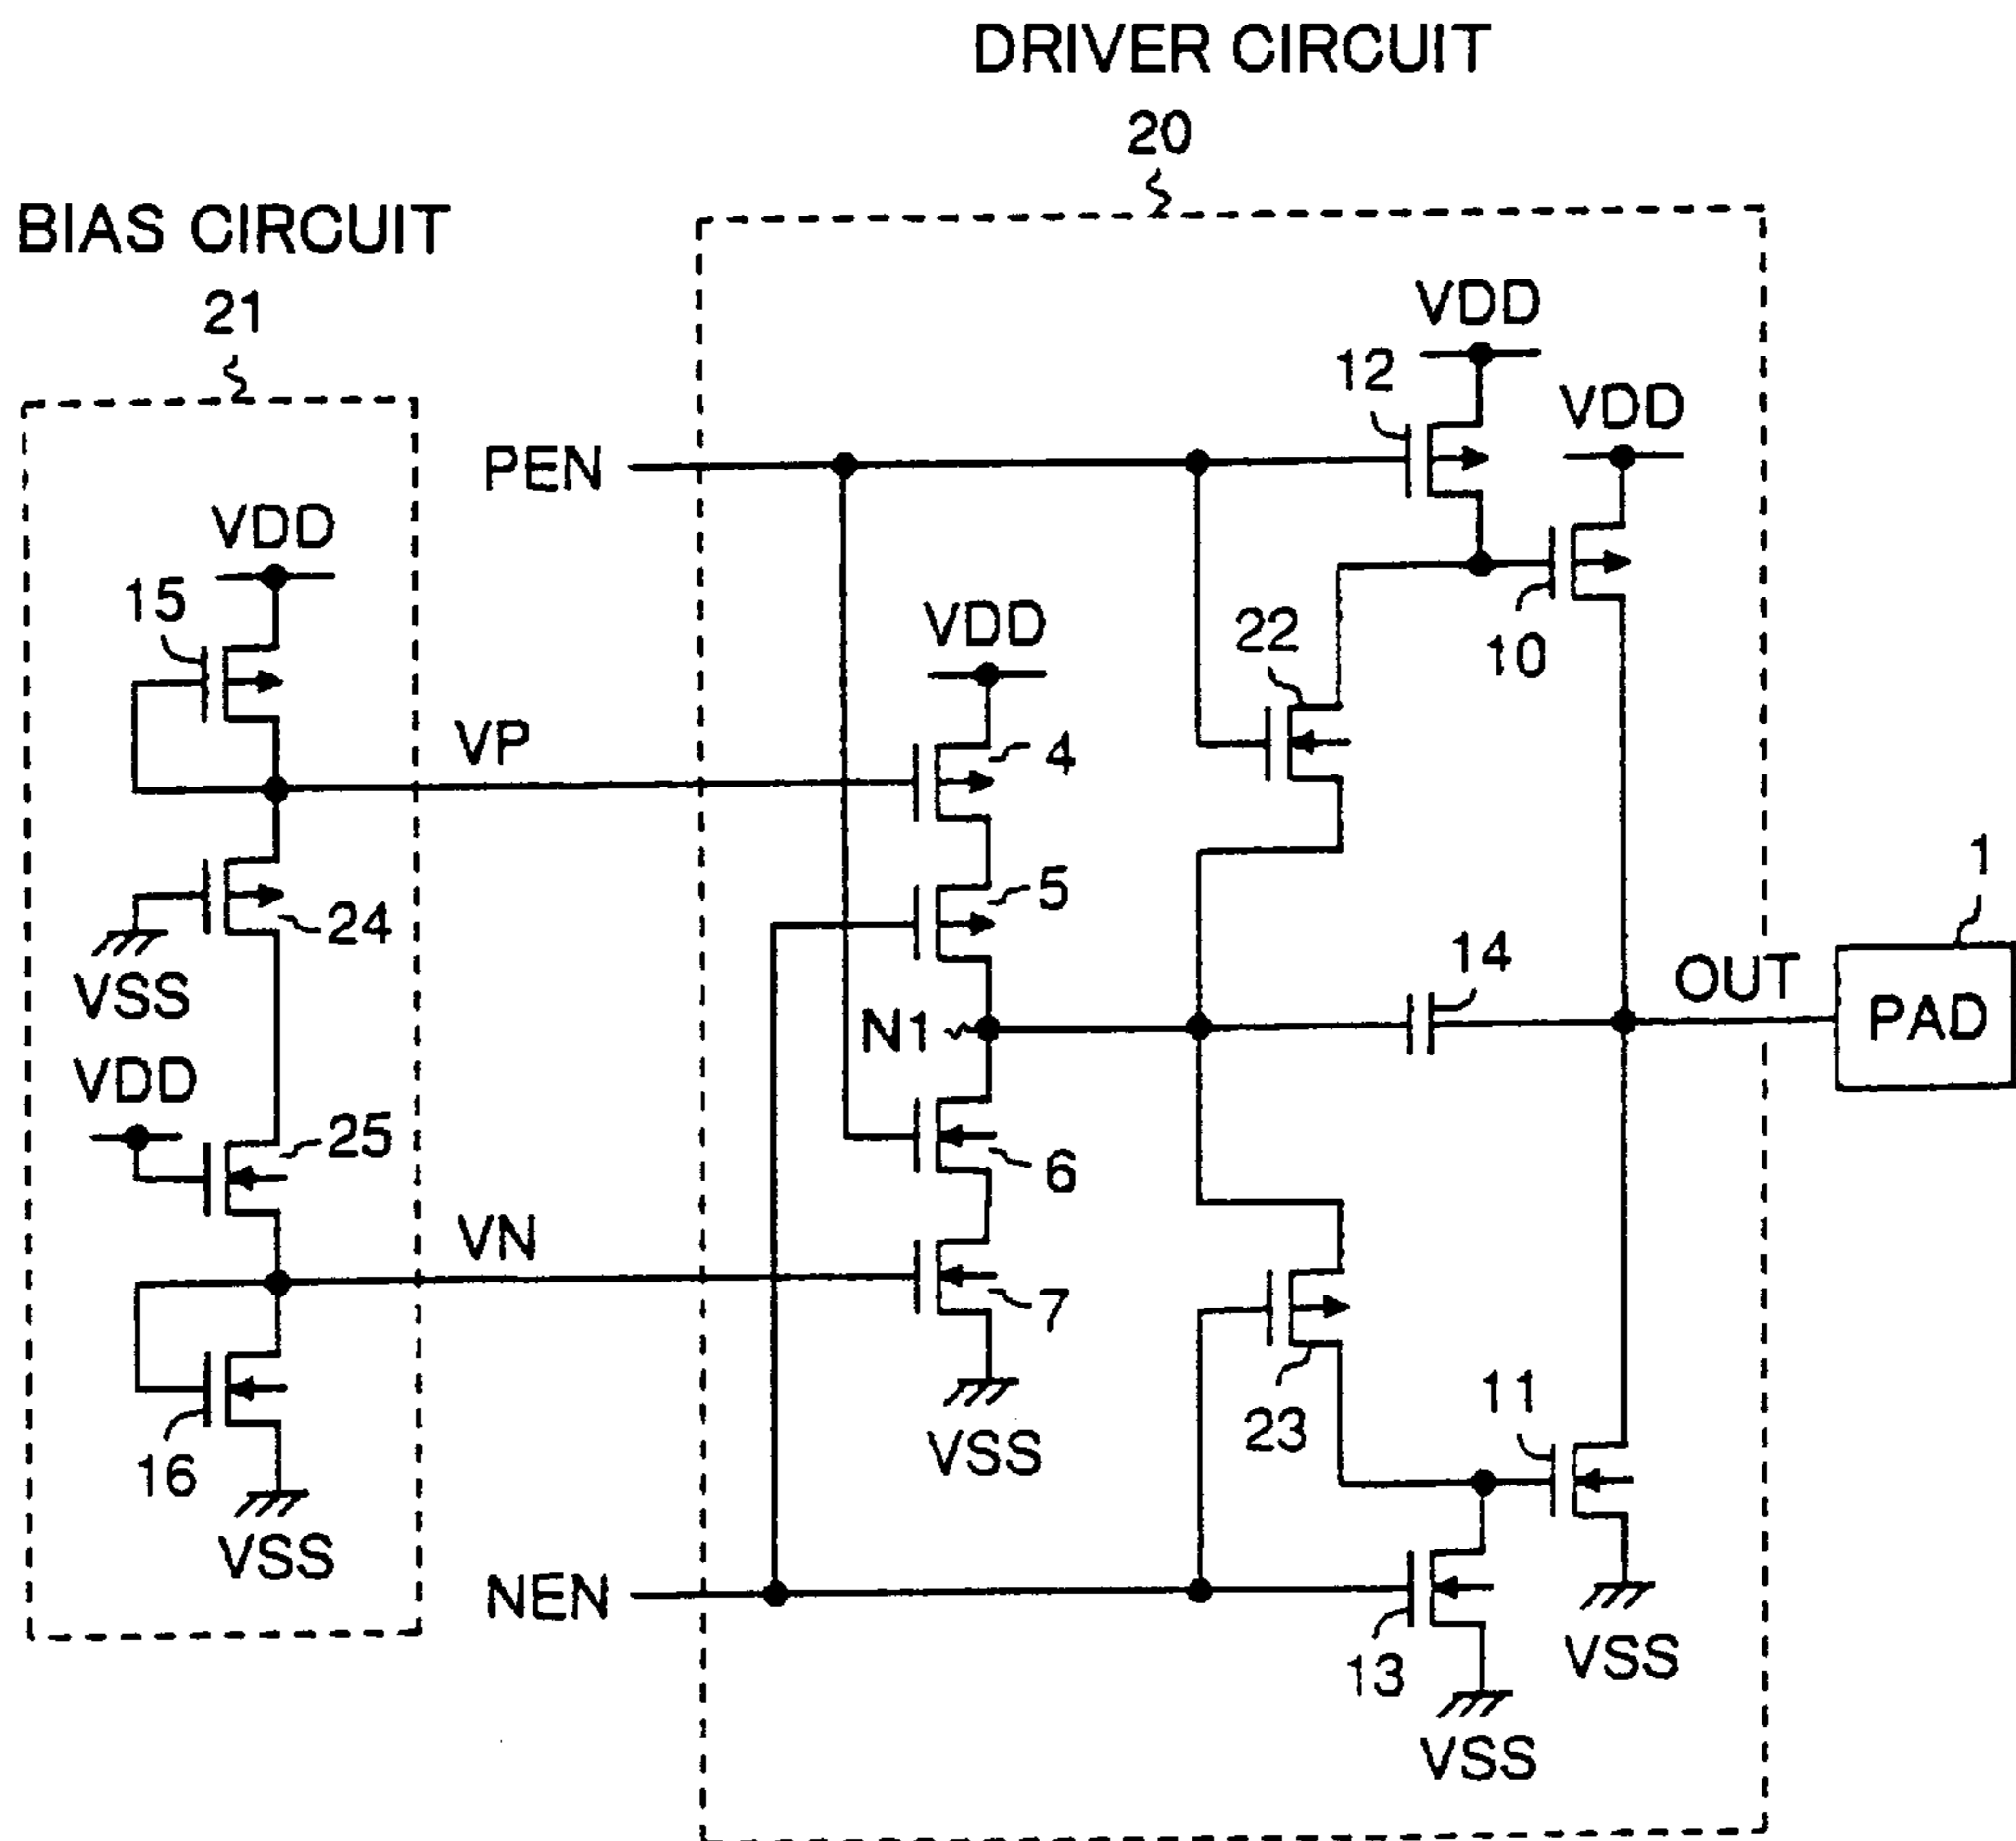 DRIVER CIRCUIT
20
BIAS CIRCUIT
21
VDD
12
VDD
PEN
VDD
15
10
VDD
22
VP
4
5
1
24
14
VSS
OUT
PAD
N1
VDD
25
6
VN
7
11
23
VSS
16
VSS
NEN
VSS
13
VSS